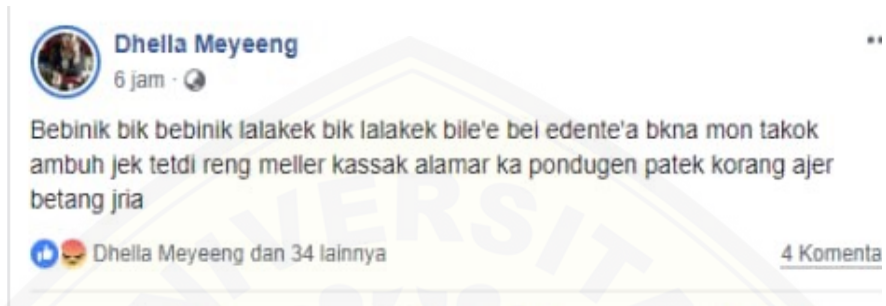 Dhella Meyeeng
6 jam ·
Bebinik bik bebinik lalakek bik lalakek bile'e bei edente'a bkna mon takok
ambuh jek tetdi reng meller kassak alamar ka pondugen patek korang ajer
betang jria
Dhella Meyeeng dan 34 lainnya
4 Komenta
UNIVERSIT